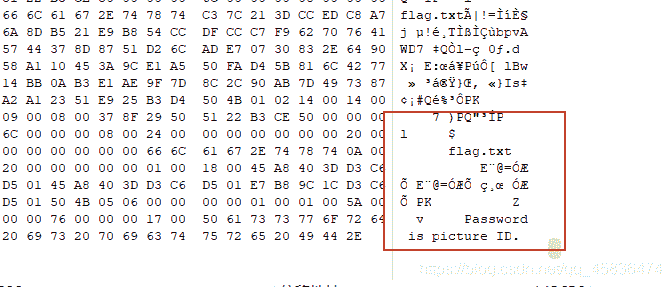 66 6C 61 67 2E 74 78 74 C3 7C 21 3D CC ED C8 A7 flag.txtÃ|!=ÌíÈ§
6A 8D B5 21 E9 B8 54 CC DF CC C7 F9 62 70 76 41 j µ!é¸TÌßÌÇùbpvA
57 44 37 8D 87 51 D2 6C AD E7 07 30 83 2E 64 90 WD7 ‡QÒl-ç 0ƒ.d
58 A1 10 45 3A 9C E1 A5 50 FA D4 5B 81 6C 42 77 X¡ E:œá¥PúÔ[ lBw
14 BB 0A B3 E1 AE 9F 7D 8C 2C 90 AB 7D 49 73 87 » ³á®Ÿ}Œ, «}Is‡
A2 A1 23 51 E9 25 B3 D4 50 4B 01 02 14 00 14 00 ¢¡#Qé%³ÔPK
09 00 08 00 37 8F 29 50 51 22 B3 CE 50 00 00 00 7 )PQ"³ÎP
6C 00 00 00 08 00 24 00 00 00 00 00 00 00 20 00 l $
00 00 00 00 00 00 66 6C 61 67 2E 74 78 74 0A 00 flag.txt
20 00 00 00 00 00 01 00 18 00 45 A8 40 3D D3 C6 E¨@=ÓÆ
D5 01 45 A8 40 3D D3 C6 D5 01 E7 B8 9C 1C D3 C6 Õ E¨@=ÓÆÕ ç¸œ ÓÆ
D5 01 50 4B 05 06 00 00 00 00 01 00 01 00 5A 00 Õ PK Z
00 00 76 00 00 00 17 00 50 61 73 73 77 6F 72 64 v Password
20 69 73 20 70 69 63 74 75 72 65 20 49 44 2E is picture ID.